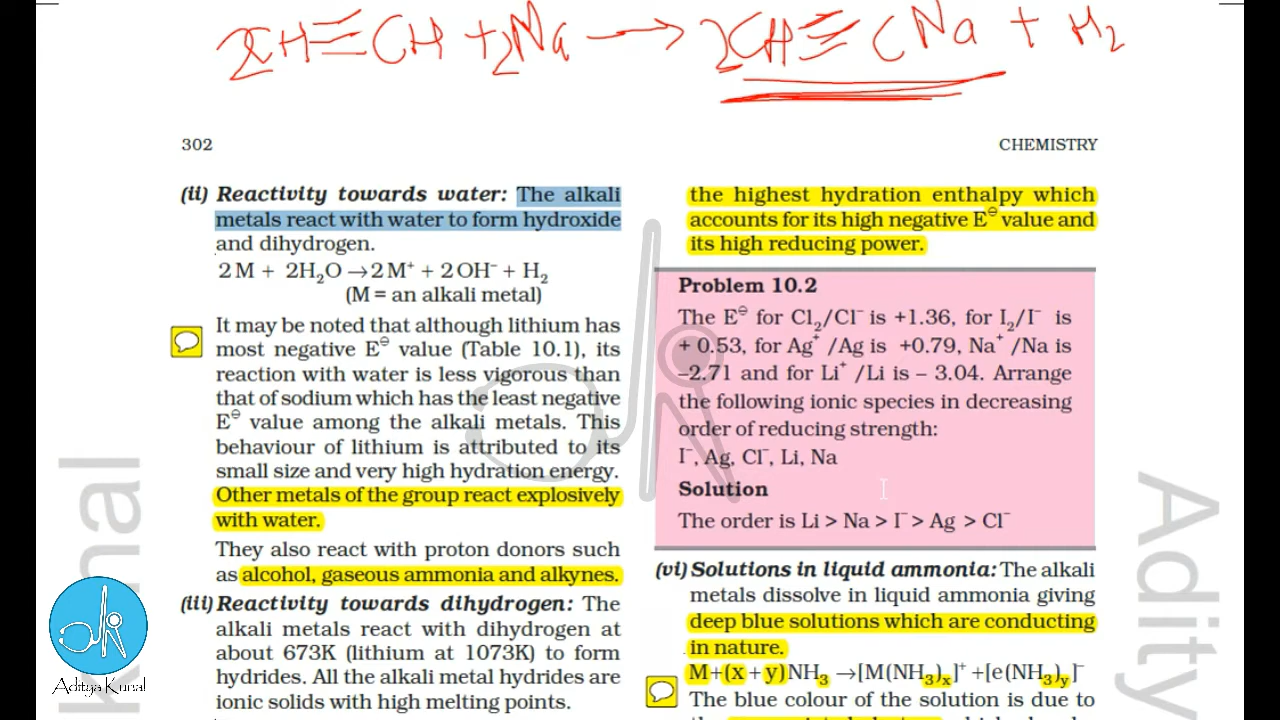 2CH≡CH + 2Na → 2CH≡CNa + H₂
302
CHEMISTRY
(ii) Reactivity towards water: The alkali
metals react with water to form hydroxide
and dihydrogen.
2 M + 2H₂O → 2 M⁺ + 2 OH⁻ + H₂
(M = an alkali metal)
It may be noted that although lithium has
most negative E⊖ value (Table 10.1), its
reaction with water is less vigorous than
that of sodium which has the least negative
E⊖ value among the alkali metals. This
behaviour of lithium is attributed to its
small size and very high hydration energy.
Other metals of the group react explosively
with water.
They also react with proton donors such
as alcohol, gaseous ammonia and alkynes.
(iii) Reactivity towards dihydrogen: The
alkali metals react with dihydrogen at
about 673K (lithium at 1073K) to form
hydrides. All the alkali metal hydrides are
ionic solids with high melting points.
the highest hydration enthalpy which
accounts for its high negative E⊖ value and
its high reducing power.
Problem 10.2
The E⊖ for Cl₂/Cl⁻ is +1.36, for I₂/I⁻ is
+ 0.53, for Ag⁺ /Ag is +0.79, Na⁺ /Na is
–2.71 and for Li⁺ /Li is – 3.04. Arrange
the following ionic species in decreasing
order of reducing strength:
I⁻, Ag, Cl⁻, Li, Na
Solution
The order is Li > Na > I⁻ > Ag > Cl⁻
(vi) Solutions in liquid ammonia: The alkali
metals dissolve in liquid ammonia giving
deep blue solutions which are conducting
in nature.
M+(x + y)NH₃ →[M(NH₃)ₓ]⁺ +[e(NH₃)ᵧ]⁻
The blue colour of the solution is due to
Kunal
Adity
Aditya Kunal